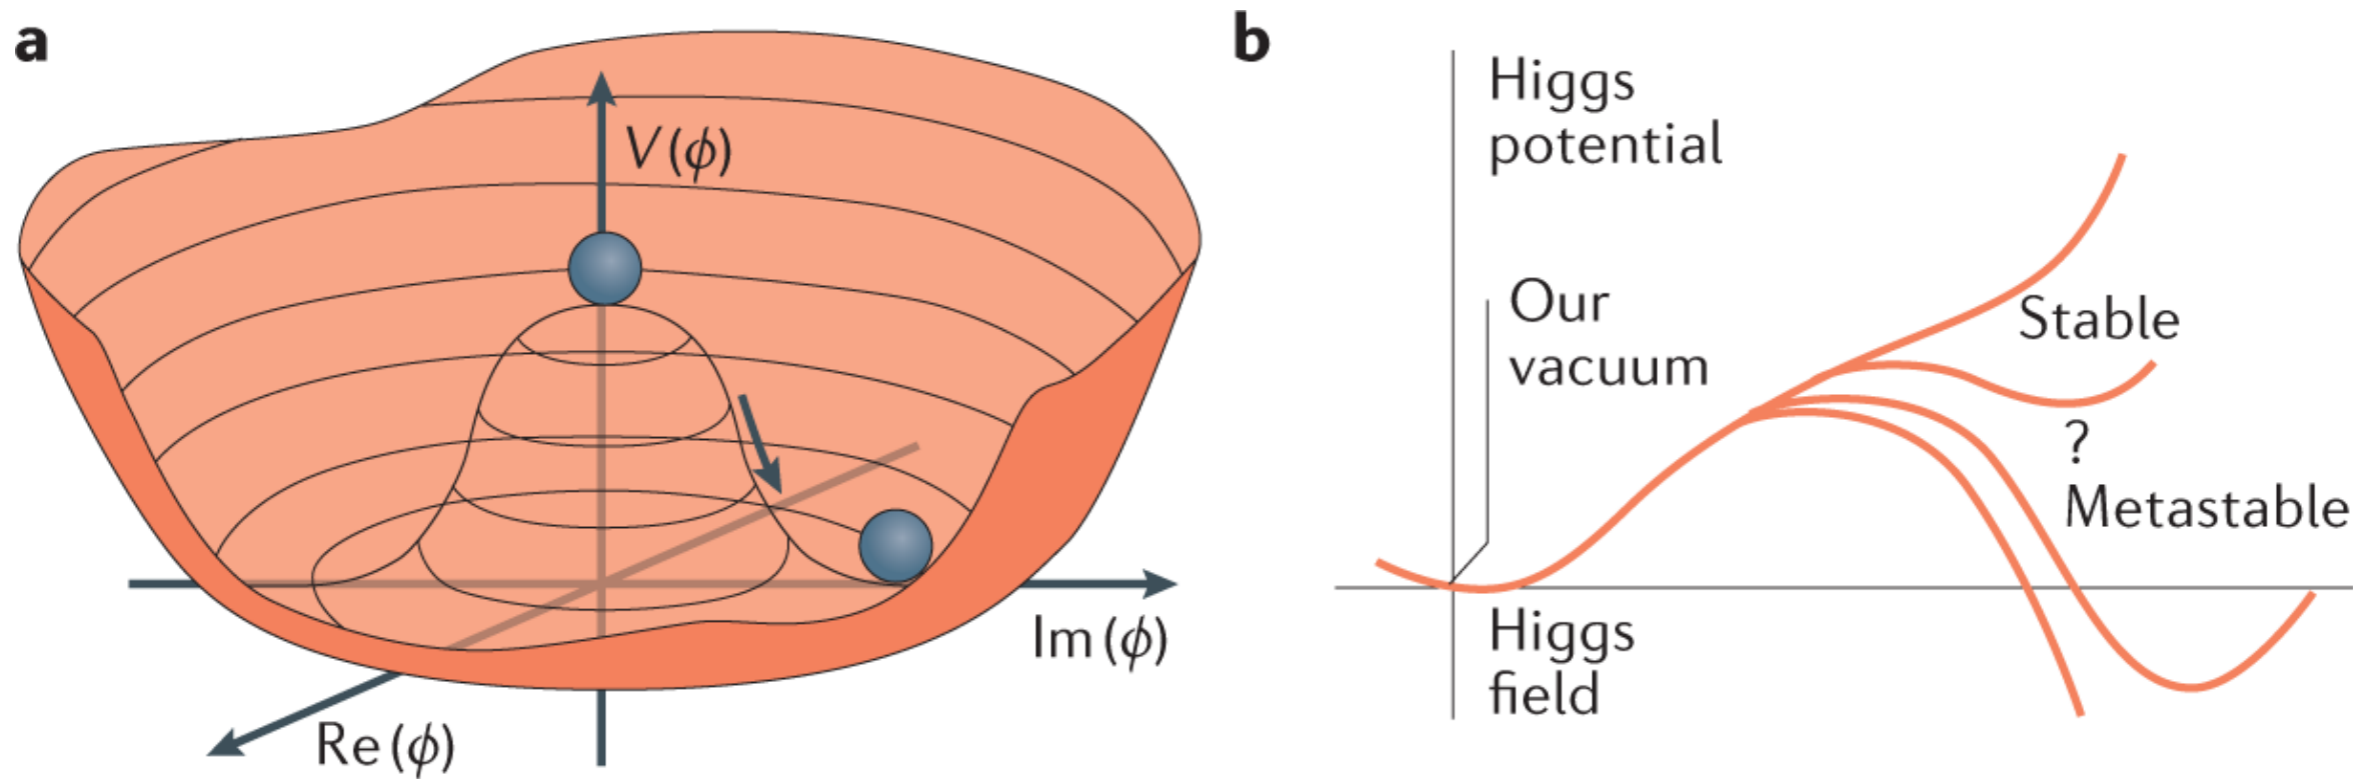 a
V(ϕ)
Im(ϕ)
Re(ϕ)
b
Higgs
potential
Our
vacuum
Stable
?
Metastable
Higgs
field